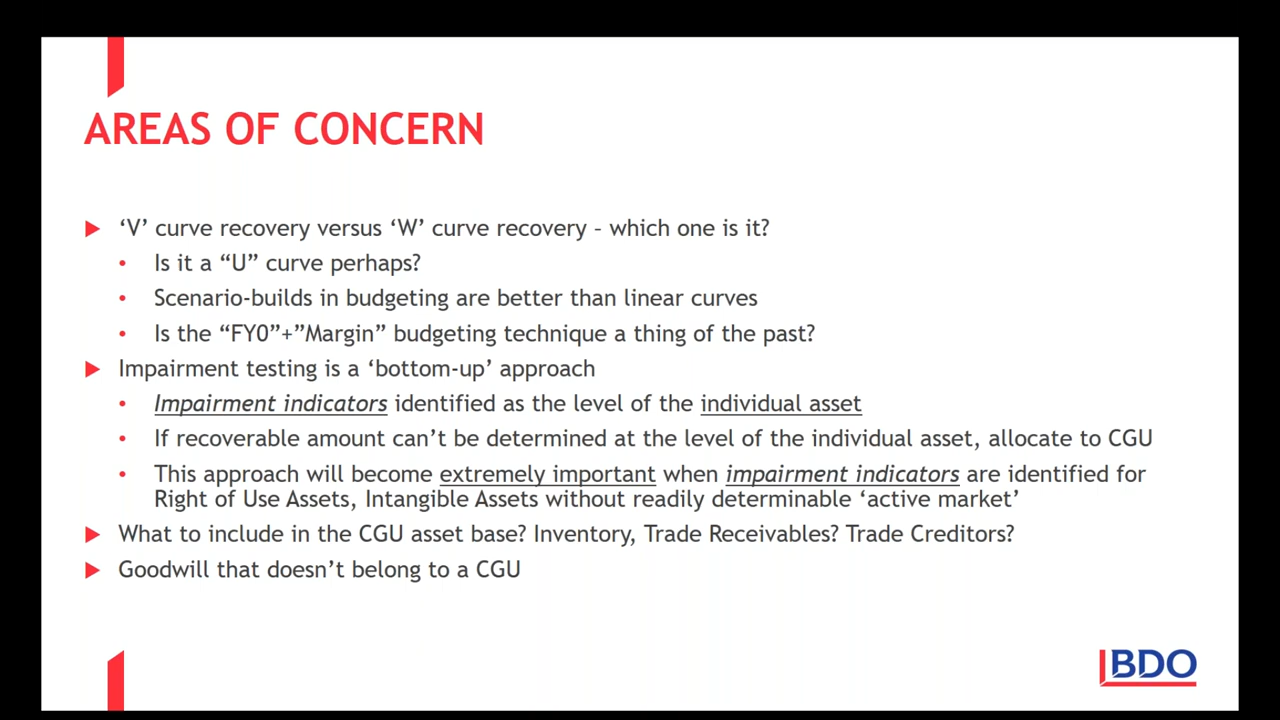 AREAS OF CONCERN
‘V’ curve recovery versus ‘W’ curve recovery – which one is it?
Is it a “U” curve perhaps?
Scenario-builds in budgeting are better than linear curves
Is the “FY0”+”Margin” budgeting technique a thing of the past?
Impairment testing is a ‘bottom-up’ approach
Impairment indicators identified as the level of the individual asset
If recoverable amount can’t be determined at the level of the individual asset, allocate to CGU
This approach will become extremely important when impairment indicators are identified for
Right of Use Assets, Intangible Assets without readily determinable ‘active market’
What to include in the CGU asset base? Inventory, Trade Receivables? Trade Creditors?
Goodwill that doesn’t belong to a CGU
BDO